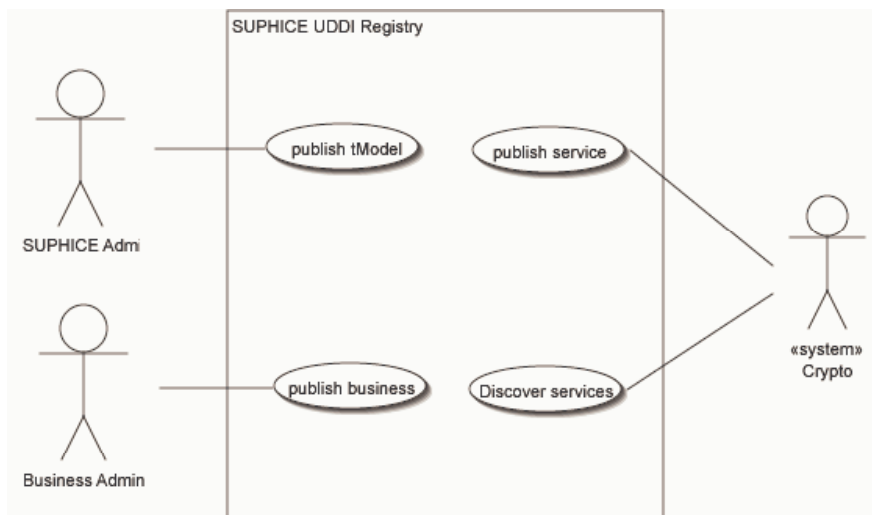 SUPHICE UDDI Registry
publish tModel
publish service
SUPHICE Admi
«system»
Crypto
publish business
Discover services
Business Admin